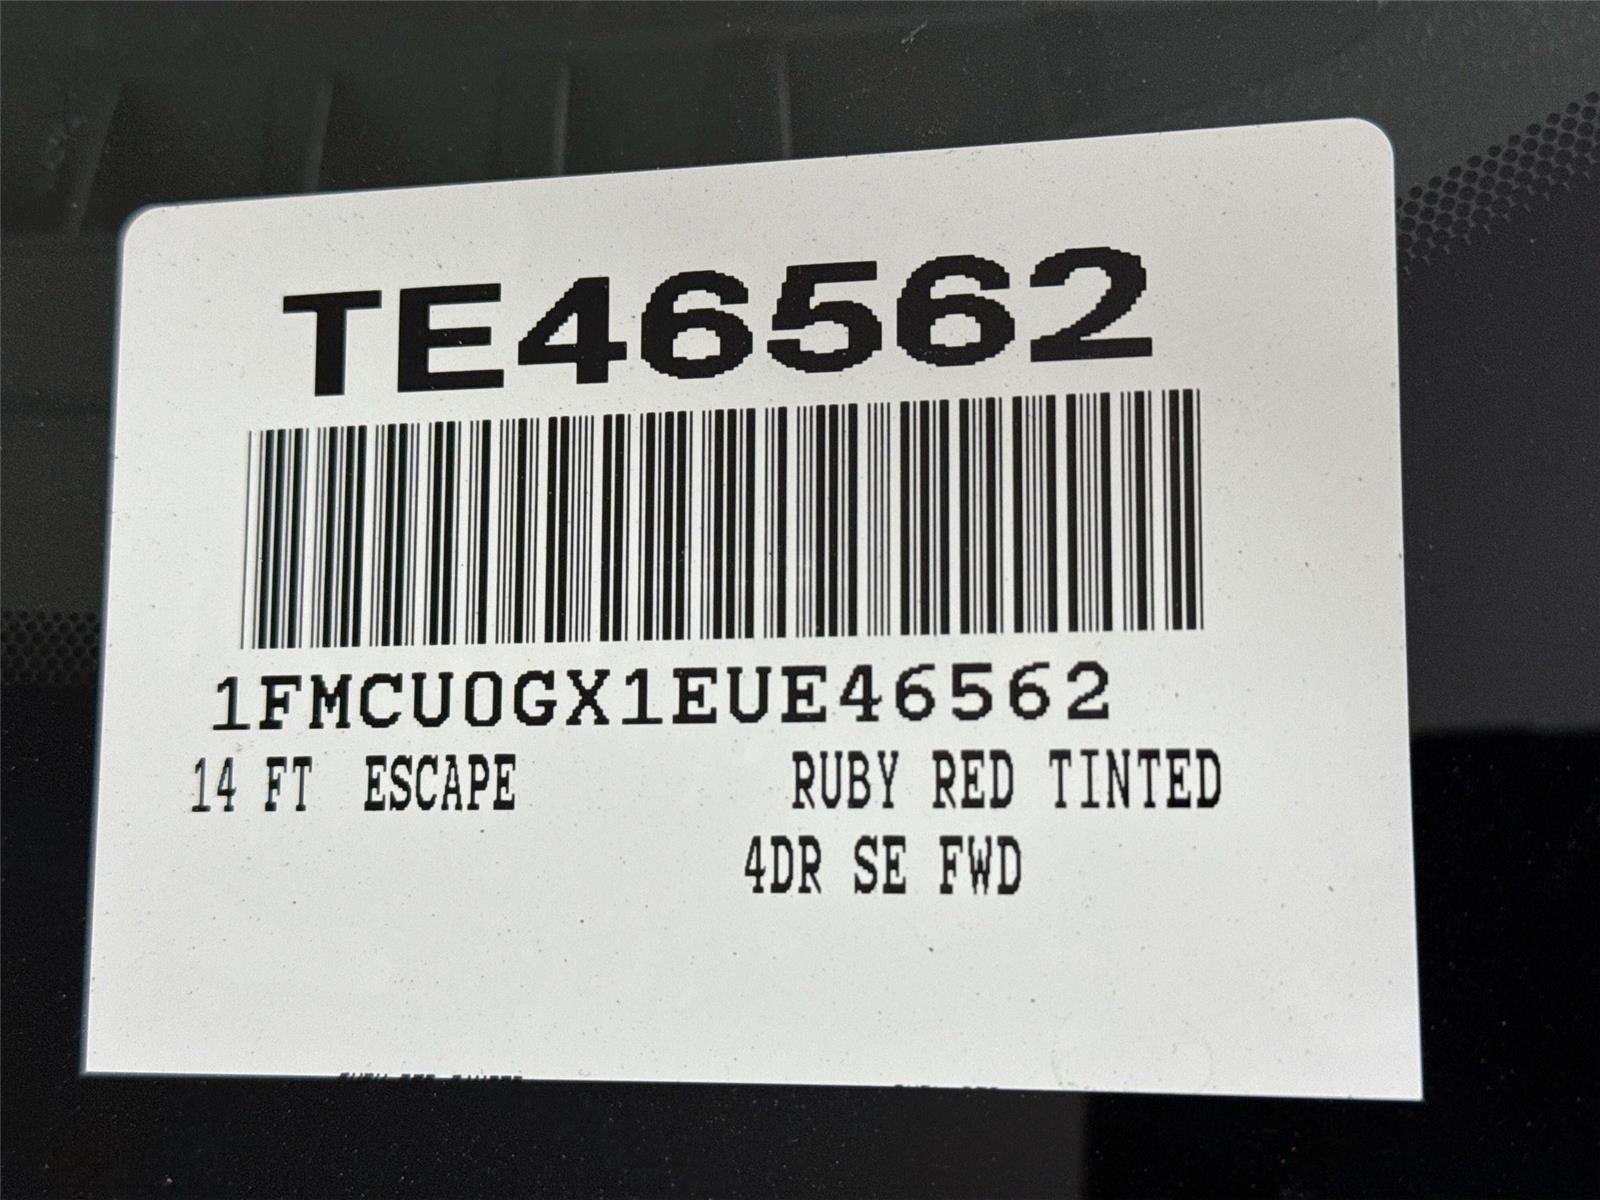 TE46562
1FMCU0GX1EUE46562
14 FT ESCAPE RUBY RED TINTED
4DR SE FWD